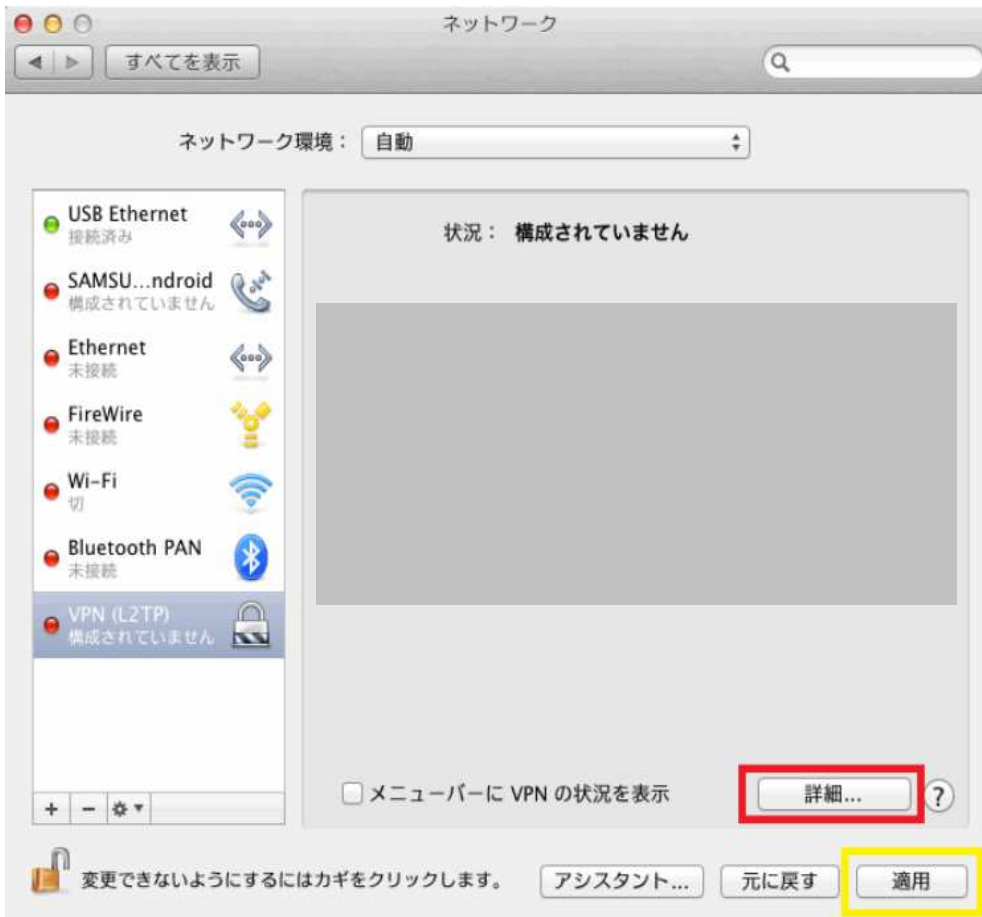 ネットワーク
すべてを表示
ネットワーク環境： 自動
USB Ethernet
接続済み
SAMSU...ndroid
構成されていません
Ethernet
未接続
FireWire
未接続
Wi-Fi
切
Bluetooth PAN
未接続
VPN (L2TP)
構成されていません
状況： 構成されていません
メニューバーに VPN の状況を表示
詳細...
?
変更できないようにするにはカギをクリックします。
アシスタント...
元に戻す
適用